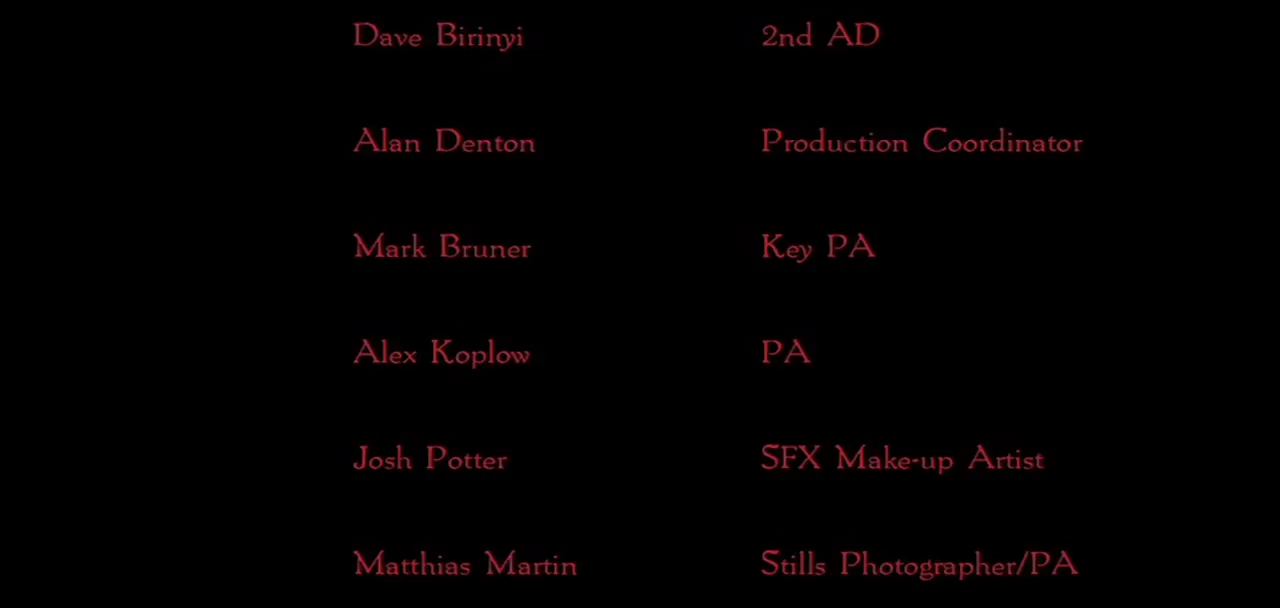 Dave Birinyi 2nd AD
Alan Denton Production Coordinator
Mark Bruner Key PA
Alex Koplow PA
Josh Potter SFX Make-up Artist
Matthias Martin Stills Photographer/PA